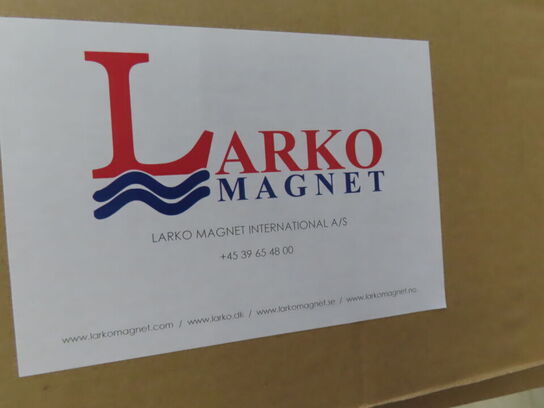 LARKO
MAGNET
LARKO MAGNET INTERNATIONAL A/S
+45 39 65 48 00
www.larkomagnet.com / www.larko.dk / www.larkomagnet.se / www.larkomagnet.no